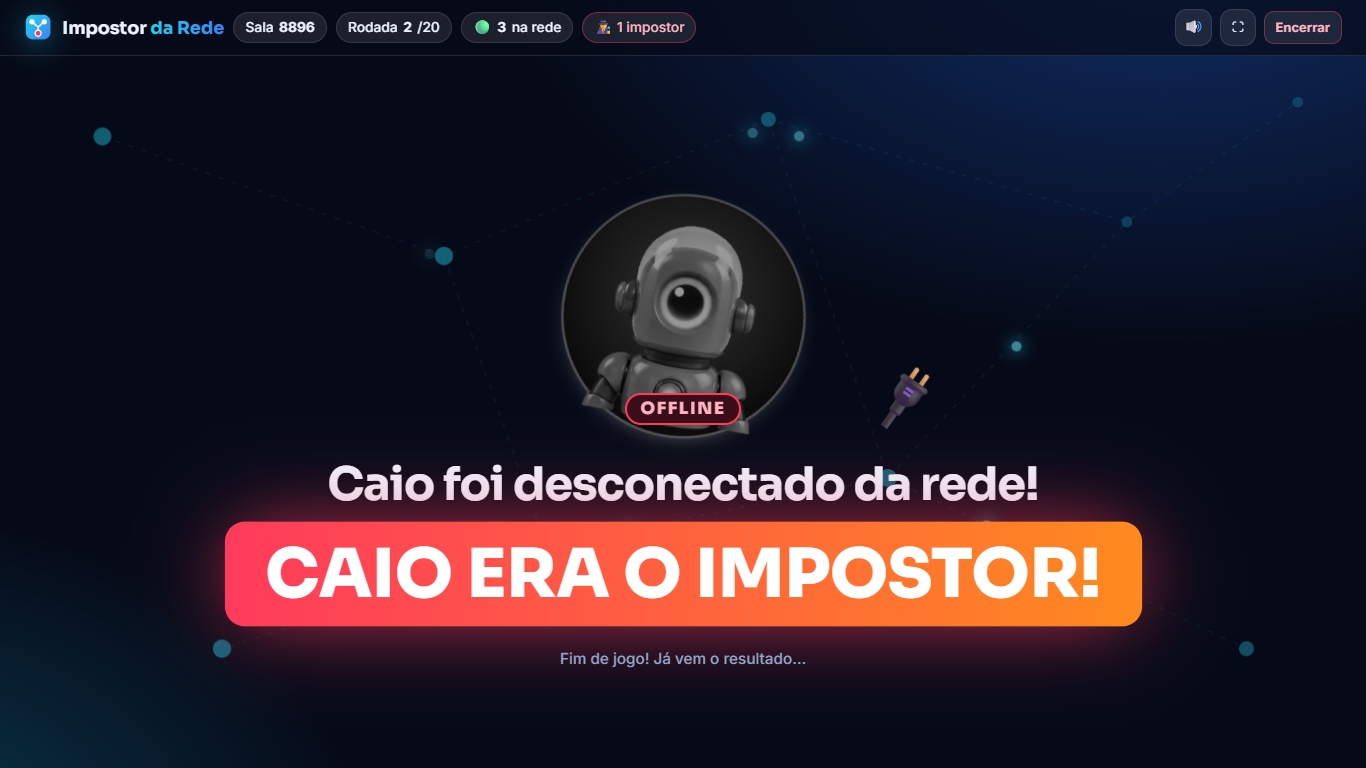 Impostor da Rede
Sala 8896
Rodada 2 /20
3 na rede
1 impostor
Encerrar
OFFLINE
Caio foi desconectado da rede!
CAIO ERA O IMPOSTOR!
Fim de jogo! Já vem o resultado...